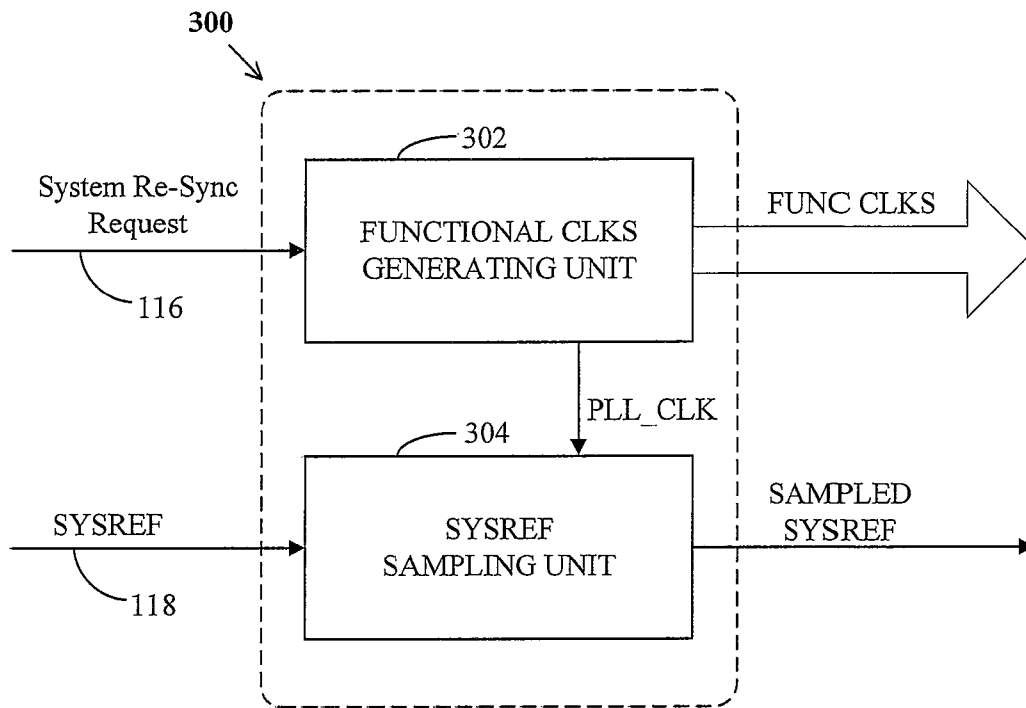 300
302
System Re-Sync
Request
FUNC CLKS
FUNCTIONAL CLKS
GENERATING UNIT
116
PLL_CLK
304
SYSREF
SYSREF
SAMPLING UNIT
SAMPLED
SYSREF
118